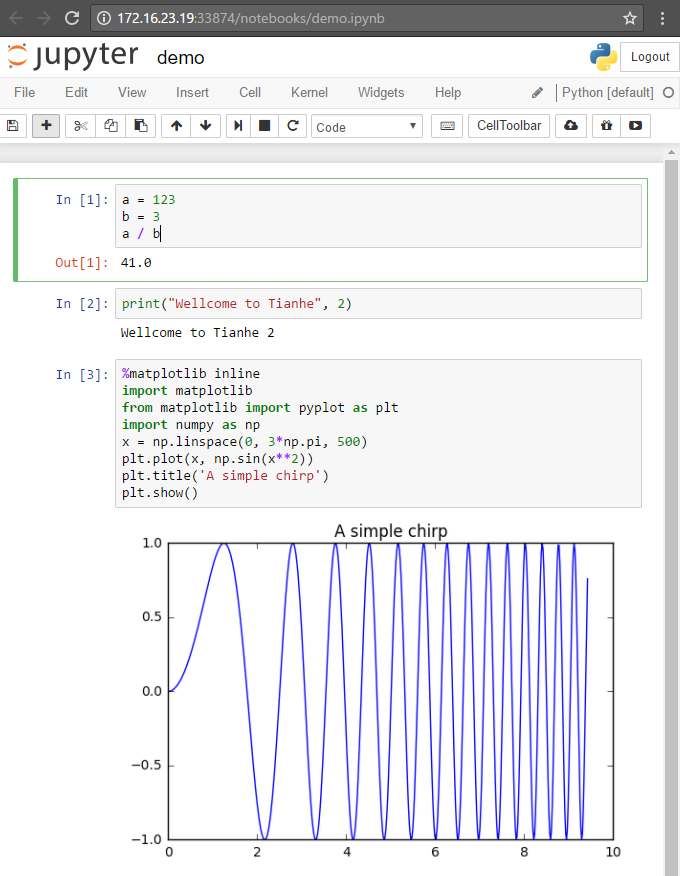 172.16.23.19:33874/notebooks/demo.ipynb
jupyter demo
Logout
File Edit View Insert Cell Kernel Widgets Help Python [default]
Code CellToolbar
In [1]: a = 123
b = 3
a / b
Out[1]: 41.0
In [2]: print("Wellcome to Tianhe", 2)
Wellcome to Tianhe 2
In [3]: %matplotlib inline
import matplotlib
from matplotlib import pyplot as plt
import numpy as np
x = np.linspace(0, 3*np.pi, 500)
plt.plot(x, np.sin(x**2))
plt.title('A simple chirp')
plt.show()
A simple chirp
1.0
0.5
0.0
−0.5
−1.0
0 2 4 6 8 10